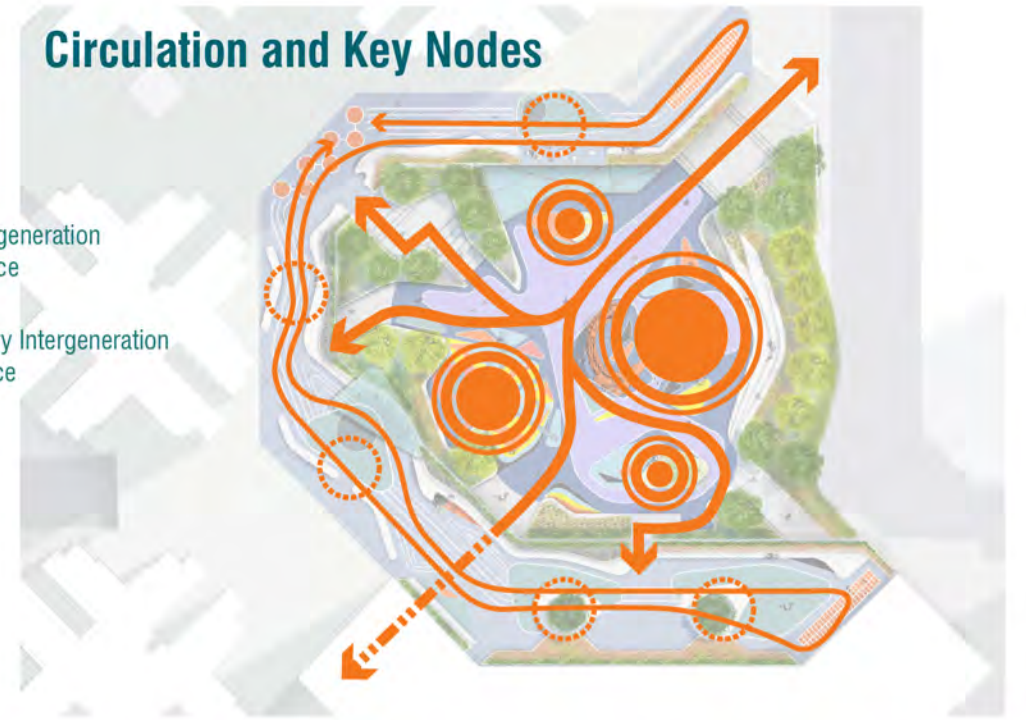 Circulation and Key Nodes
generation
ce
y Intergeneration
ce